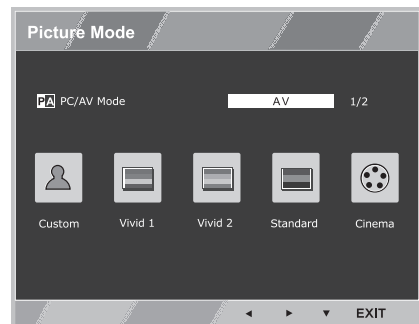 Picture Mode
PA PC/AV Mode AV 1/2
Custom Vivid 1 Vivid 2 Standard Cinema
EXIT